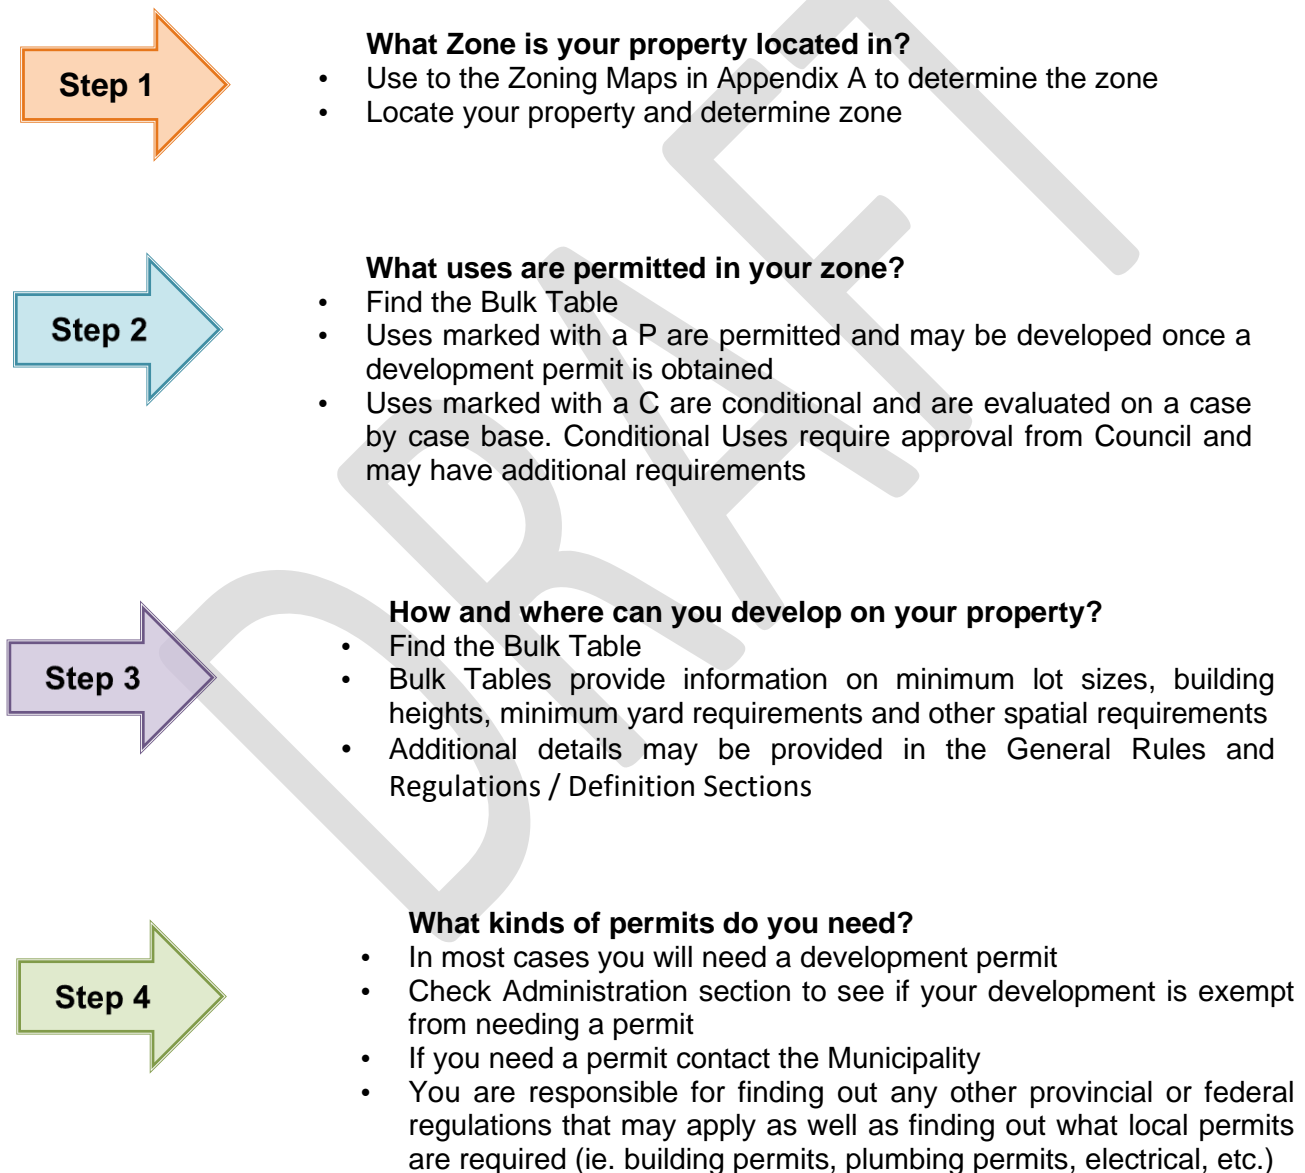 What Zone is your property located in?
Step 1
• Use to the Zoning Maps in Appendix A to determine the zone
• Locate your property and determine zone
What uses are permitted in your zone?
Step 2
• Find the Bulk Table
• Uses marked with a P are permitted and may be developed once a
development permit is obtained
• Uses marked with a C are conditional and are evaluated on a case
by case base. Conditional Uses require approval from Council and
may have additional requirements
How and where can you develop on your property?
Step 3
• Find the Bulk Table
• Bulk Tables provide information on minimum lot sizes, building
heights, minimum yard requirements and other spatial requirements
• Additional details may be provided in the General Rules and
Regulations / Definition Sections
What kinds of permits do you need?
Step 4
• In most cases you will need a development permit
• Check Administration section to see if your development is exempt
from needing a permit
• If you need a permit contact the Municipality
• You are responsible for finding out any other provincial or federal
regulations that may apply as well as finding out what local permits
are required (ie. building permits, plumbing permits, electrical, etc.)
DRAFT